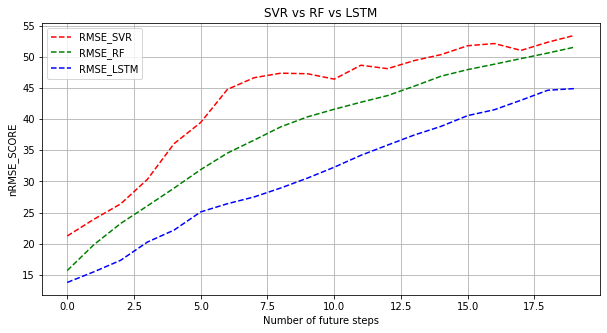 SVR vs RF vs LSTM
RMSE_SVR
RMSE_RF
RMSE_LSTM
nRMSE_SCORE
55
50
45
40
35
30
25
20
15
0.0 2.5 5.0 7.5 10.0 12.5 15.0 17.5
Number of future steps